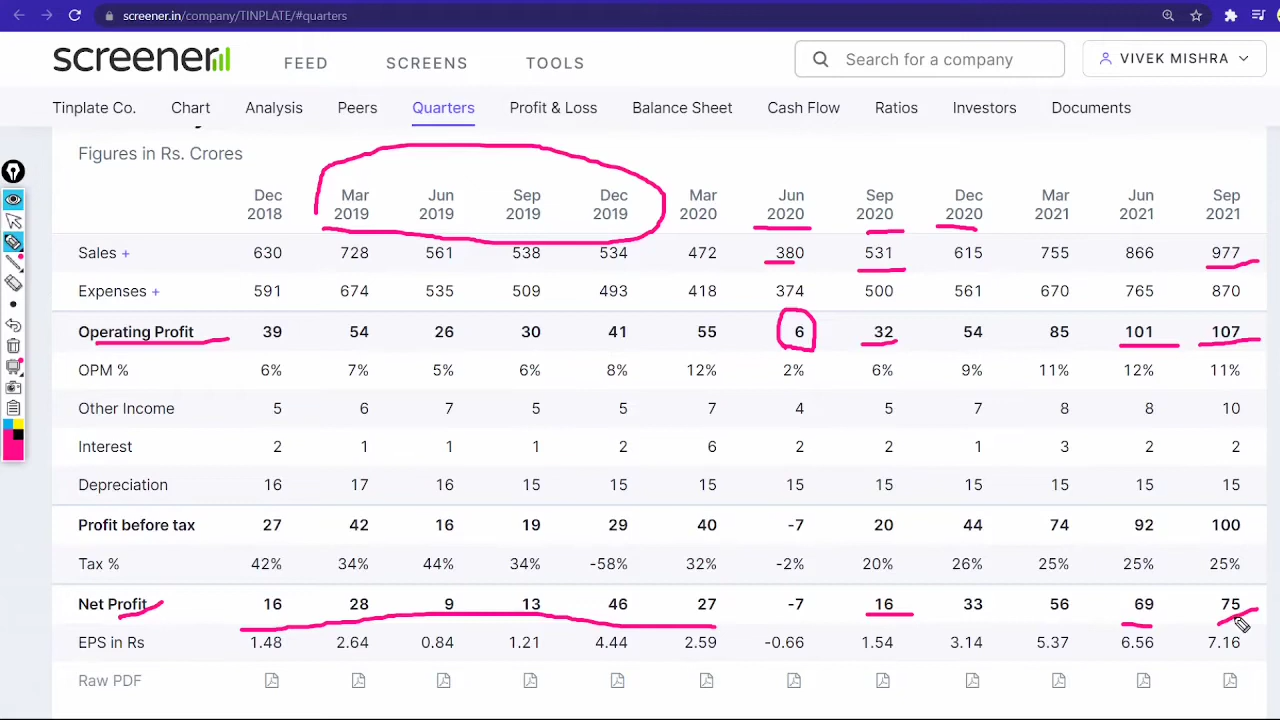 screener.in/company/TINPLATE/#quarters
screener
FEED SCREENS TOOLS
Search for a company
VIVEK MISHRA
Tinplate Co. Chart Analysis Peers Quarters Profit & Loss Balance Sheet Cash Flow Ratios Investors Documents
Figures in Rs. Crores
Dec 2018 Mar 2019 Jun 2019 Sep 2019 Dec 2019 Mar 2020 Jun 2020 Sep 2020 Dec 2020 Mar 2021 Jun 2021 Sep 2021
Sales + 630 728 561 538 534 472 380 531 615 755 866 977
Expenses + 591 674 535 509 493 418 374 500 561 670 765 870
Operating Profit 39 54 26 30 41 55 6 32 54 85 101 107
OPM % 6% 7% 5% 6% 8% 12% 2% 6% 9% 11% 12% 11%
Other Income 5 6 7 5 5 7 4 5 7 8 8 10
Interest 2 1 1 1 2 6 2 2 1 3 2 2
Depreciation 16 17 16 15 15 15 15 15 15 15 15 15
Profit before tax 27 42 16 19 29 40 -7 20 44 74 92 100
Tax % 42% 34% 44% 34% -58% 32% -2% 20% 26% 25% 25% 25%
Net Profit 16 28 9 13 46 27 -7 16 33 56 69 75
EPS in Rs 1.48 2.64 0.84 1.21 4.44 2.59 -0.66 1.54 3.14 5.37 6.56 7.16
Raw PDF